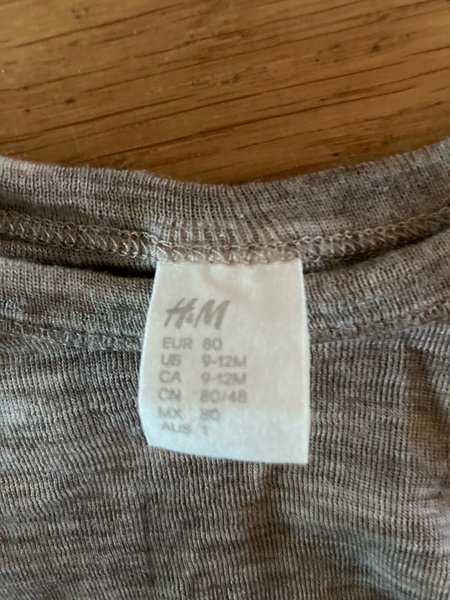 H&M
EUR 80
US 9-12M
CA 9-12M
CN 80/48
MX 80
AUS 1